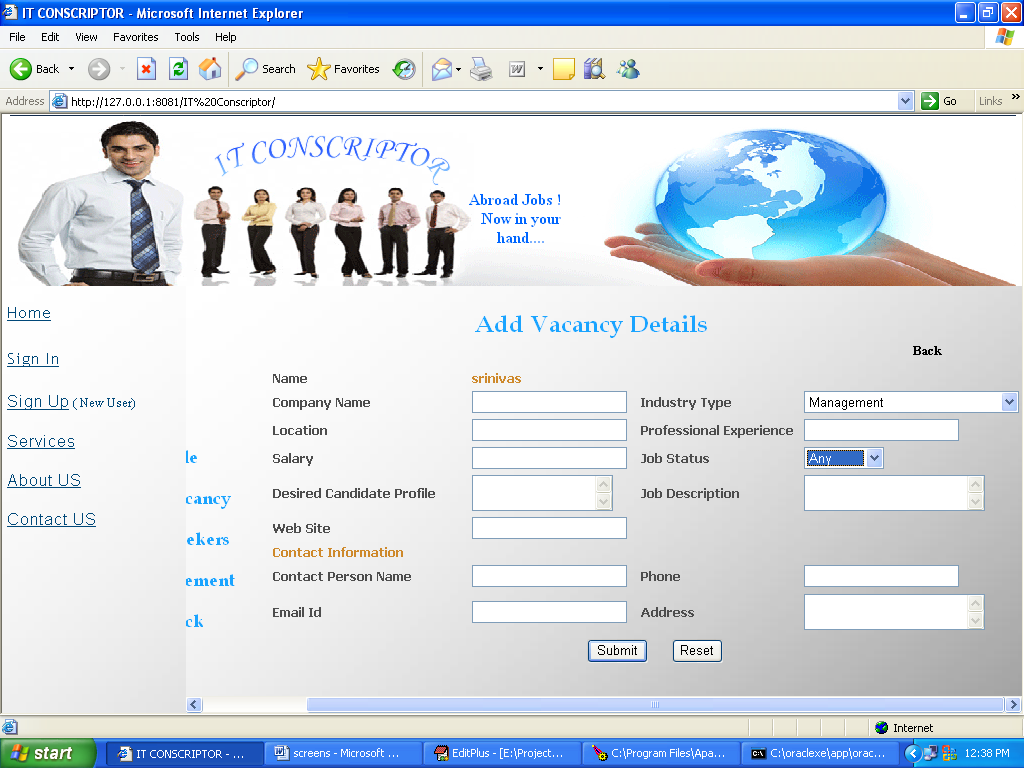 IT CONSCRIPTOR - Microsoft Internet Explorer
File Edit View Favorites Tools Help
Back Search Favorites
Address http://127.0.0.1:8081/IT%20Conscriptor/ Go Links »
IT CONSCRIPTOR
Abroad Jobs !
Now in your
hand....
Home
Sign In
Sign Up ( New User)
Services
About US
Contact US
le
acancy
ekers
ement
ck
Add Vacancy Details
Back
Name srinivas
Company Name Industry Type Management
Location Professional Experience
Salary Job Status Any
Desired Candidate Profile Job Description
Web Site
Contact Information
Contact Person Name Phone
Email Id Address
Submit Reset
Internet
start IT CONSCRIPTOR - ... screens - Microsoft ... EditPlus - [E:\Project... C:\Program Files\Apa... C:\oraclexe\app\orac... 12:38 PM